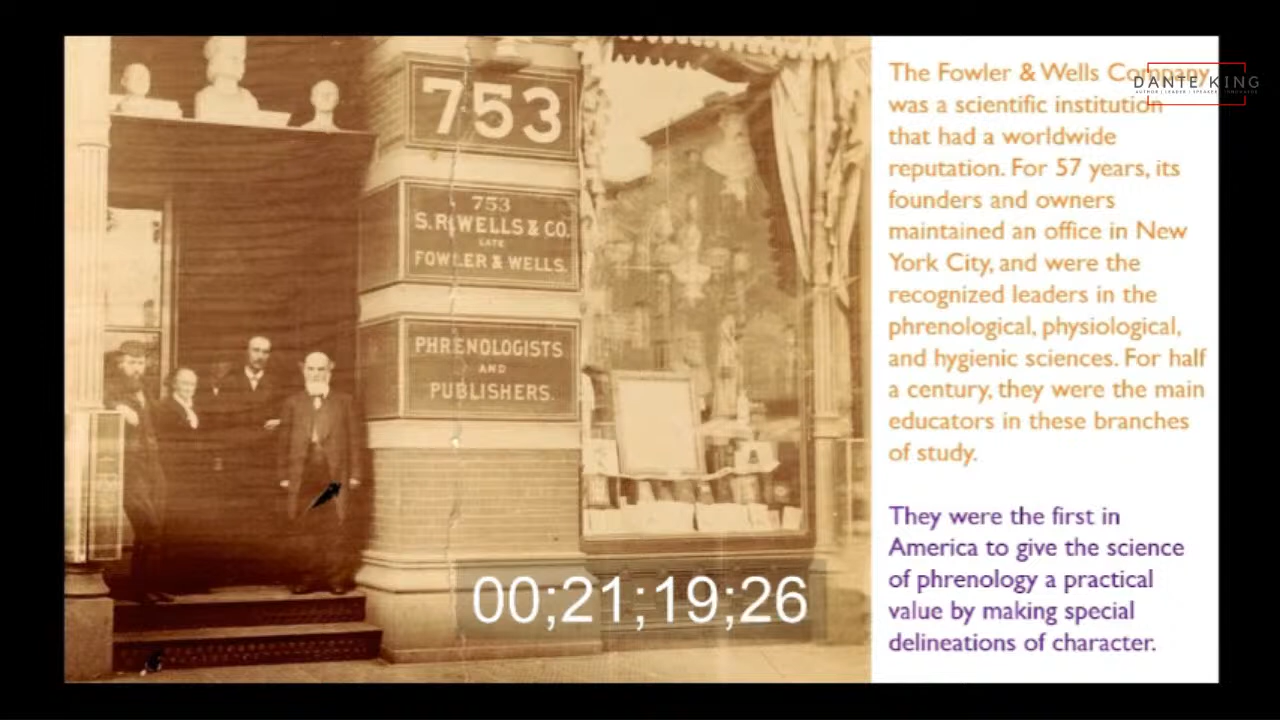 753
753
S.R. WELLS & CO.
LATE
FOWLER & WELLS.
PHRENOLOGISTS
AND
PUBLISHERS.
00;21;19;26
The Fowler & Wells Company
was a scientific institution
that had a worldwide
reputation. For 57 years, its
founders and owners
maintained an office in New
York City, and were the
recognized leaders in the
phrenological, physiological,
and hygienic sciences. For half
a century, they were the main
educators in these branches
of study.
They were the first in
America to give the science
of phrenology a practical
value by making special
delineations of character.
DANTE KING
AUTHOR | LEADER | SPEAKER | INNOVATOR